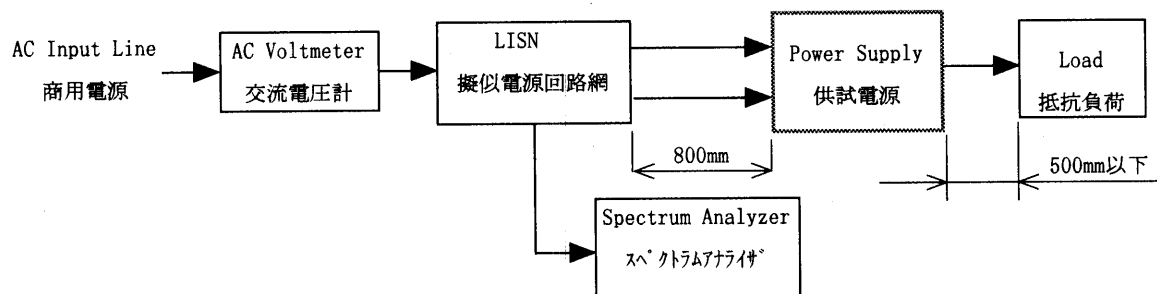 AC Input Line
商用電源
AC Voltmeter
交流電圧計
LISN
擬似電源回路網
Power Supply
供試電源
Load
抵抗負荷
800mm
500mm以下
Spectrum Analyzer
スペクトラムアナライザ